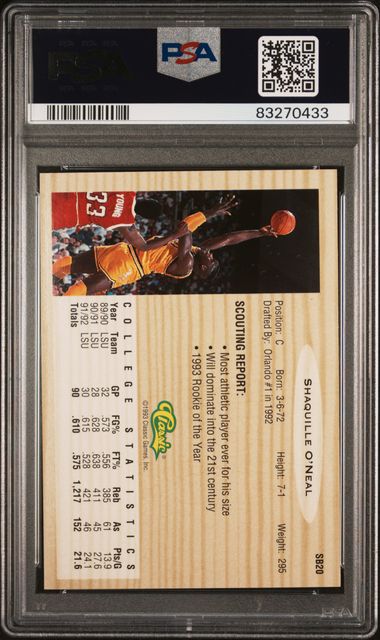 PSA
PSA
83270433
SHAQUILLE O'NEAL
SB20
Position: C Born: 3-6-72 Height: 7-1 Weight: 295
Drafted By: Orlando #1 in 1992
SCOUTING REPORT:
• Most athletic player ever for his size
• Will dominate into the 21st century
• 1993 Rookie of the Year
YOUNG
33
Classic
©1993 Classic Games, Inc.
COLLEGE STATISTICS
Year Team GP FG% FT% Reb As Pts/G
89/90 LSU 32 .573 .556 385 61 13.9
90/91 LSU 28 .628 .638 411 45 27.6
91/92 LSU 30 .615 .528 421 46 24.1
Totals 90 .610 .575 1,217 152 21.6
PSA